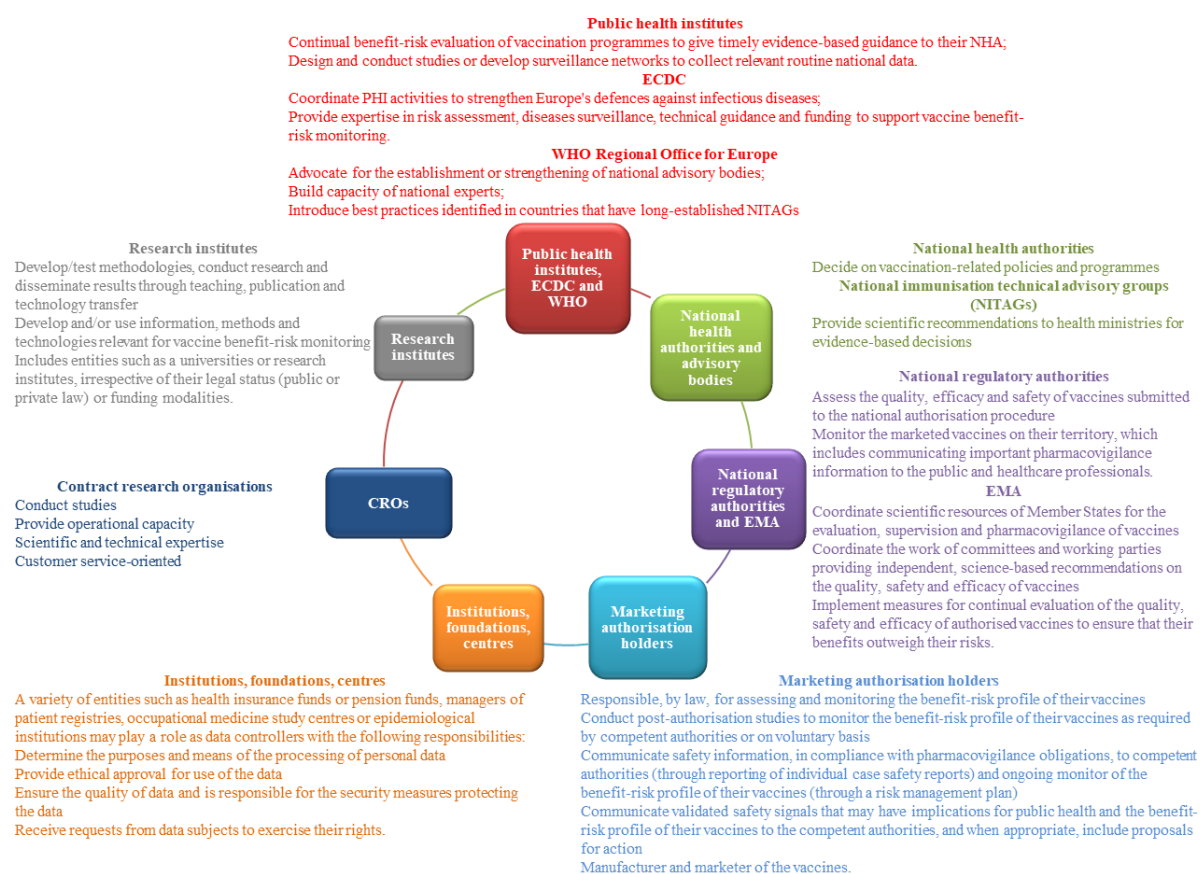 Public health institutes
Continual benefit-risk evaluation of vaccination programmes to give timely evidence-based guidance to their NHA;
Design and conduct studies or develop surveillance networks to collect relevant routine national data.
ECDC
Coordinate PHI activities to strengthen Europe's defences against infectious diseases;
Provide expertise in risk assessment, diseases surveillance, technical guidance and funding to support vaccine benefit-
risk monitoring.
WHO Regional Office for Europe
Advocate for the establishment or strengthening of national advisory bodies;
Build capacity of national experts;
Introduce best practices identified in countries that have long-established NITAGs
Public health
institutes,
ECDC and
WHO
National
health
authorities and
advisory
bodies
National health authorities
Decide on vaccination-related policies and programmes
National immunisation technical advisory groups
(NITAGs)
Provide scientific recommendations to health ministries for
evidence-based decisions
National
regulatory
authorities
and EMA
National regulatory authorities
Assess the quality, efficacy and safety of vaccines submitted
to the national authorisation procedure
Monitor the marketed vaccines on their territory, which
includes communicating important pharmacovigilance
information to the public and healthcare professionals.
EMA
Coordinate scientific resources of Member States for the
evaluation, supervision and pharmacovigilance of vaccines
Coordinate the work of committees and working parties
providing independent, science-based recommendations on
the quality, safety and efficacy of vaccines
Implement measures for continual evaluation of the quality,
safety and efficacy of authorised vaccines to ensure that their
benefits outweigh their risks.
Marketing
authorisation
holders
Marketing authorisation holders
Responsible, by law, for assessing and monitoring the benefit-risk profile of their vaccines
Conduct post-authorisation studies to monitor the benefit-risk profile of their vaccines as required
by competent authorities or on voluntary basis
Communicate safety information, in compliance with pharmacovigilance obligations, to competent
authorities (through reporting of individual case safety reports) and ongoing monitor of the
benefit-risk profile of their vaccines (through a risk management plan)
Communicate validated safety signals that may have implications for public health and the benefit-
risk profile of their vaccines to the competent authorities, and when appropriate, include proposals
for action
Manufacturer and marketer of the vaccines.
Institutions,
foundations,
centres
Institutions, foundations, centres
A variety of entities such as health insurance funds or pension funds, managers of
patient registries, occupational medicine study centres or epidemiological
institutions may play a role as data controllers with the following responsibilities:
Determine the purposes and means of the processing of personal data
Provide ethical approval for use of the data
Ensure the quality of data and is responsible for the security measures protecting
the data
Receive requests from data subjects to exercise their rights.
CROs
Contract research organisations
Conduct studies
Provide operational capacity
Scientific and technical expertise
Customer service-oriented
Research
institutes
Research institutes
Develop/test methodologies, conduct research and
disseminate results through teaching, publication and
technology transfer
Develop and/or use information, methods and
technologies relevant for vaccine benefit-risk monitoring
Includes entities such as a universities or research
institutes, irrespective of their legal status (public or
private law) or funding modalities.